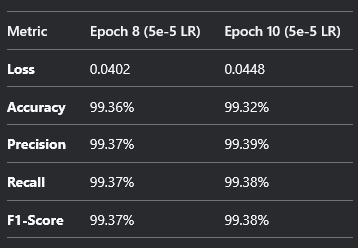 Metric Epoch 8 (5e-5 LR) Epoch 10 (5e-5 LR)
Loss 0.0402 0.0448
Accuracy 99.36% 99.32%
Precision 99.37% 99.39%
Recall 99.37% 99.38%
F1-Score 99.37% 99.38%